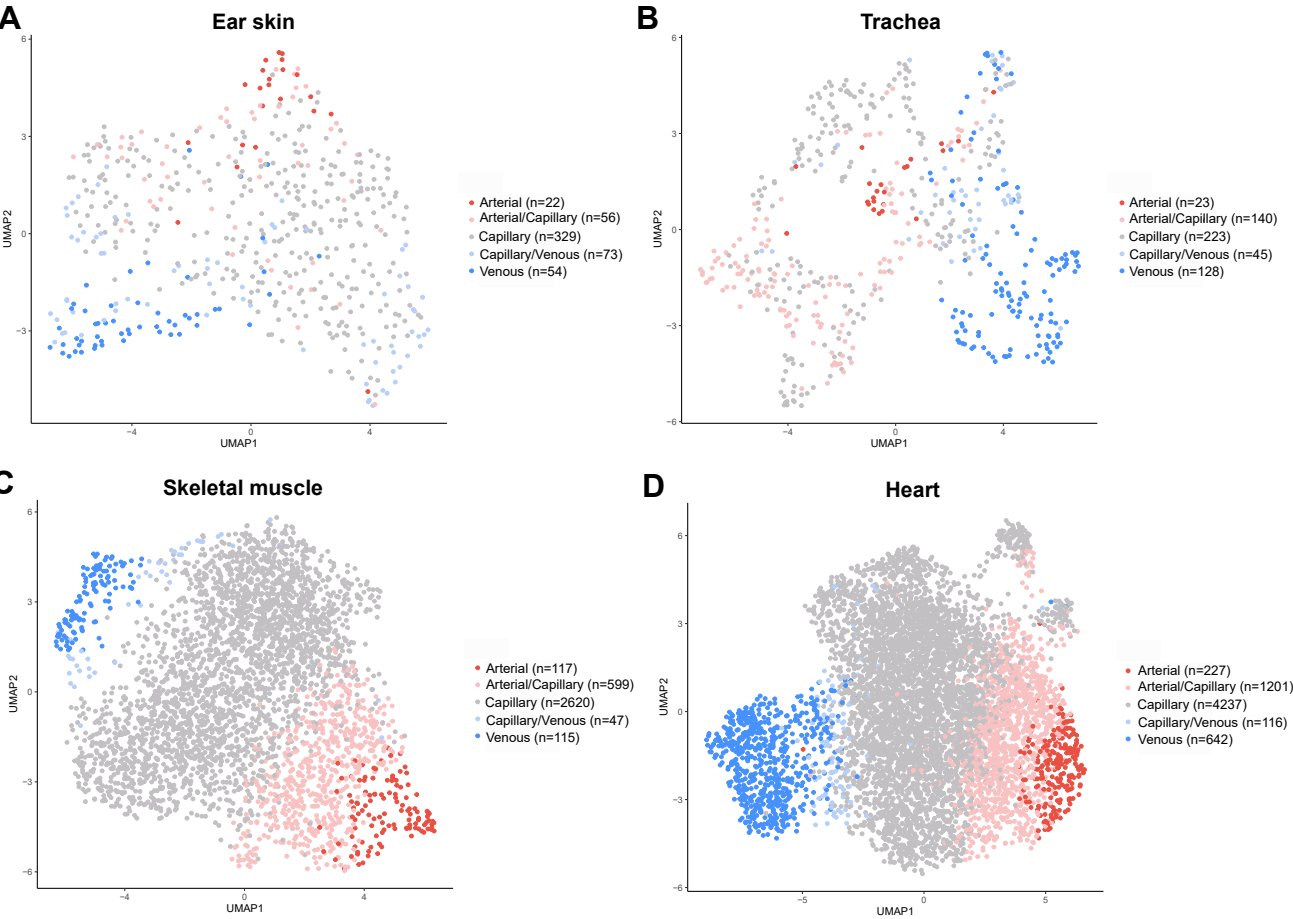 A
Ear skin
6
3
0
−3
−4
0
4
UMAP1
UMAP2
Arterial (n=22)
Arterial/Capillary (n=56)
Capillary (n=329)
Capillary/Venous (n=73)
Venous (n=54)
B
Trachea
6
3
0
−3
−6
−4
0
4
UMAP1
UMAP2
Arterial (n=23)
Arterial/Capillary (n=140)
Capillary (n=223)
Capillary/Venous (n=45)
Venous (n=128)
C
Skeletal muscle
6
3
0
−3
−6
−4
0
4
UMAP1
UMAP2
Arterial (n=117)
Arterial/Capillary (n=599)
Capillary (n=2620)
Capillary/Venous (n=47)
Venous (n=115)
D
Heart
6
3
0
−3
−6
−5
0
5
UMAP1
UMAP2
Arterial (n=227)
Arterial/Capillary (n=1201)
Capillary (n=4237)
Capillary/Venous (n=116)
Venous (n=642)